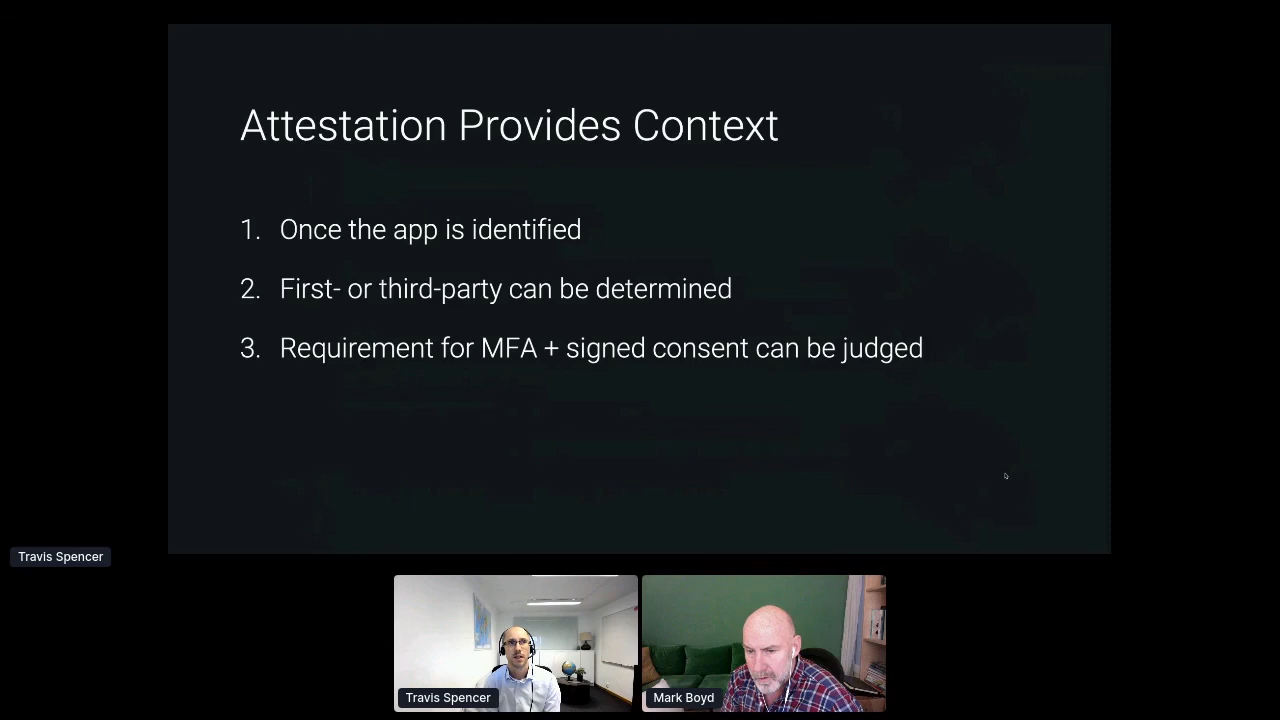 Attestation Provides Context
1. Once the app is identified
2. First- or third-party can be determined
3. Requirement for MFA + signed consent can be judged
Travis Spencer
Travis Spencer
Mark Boyd